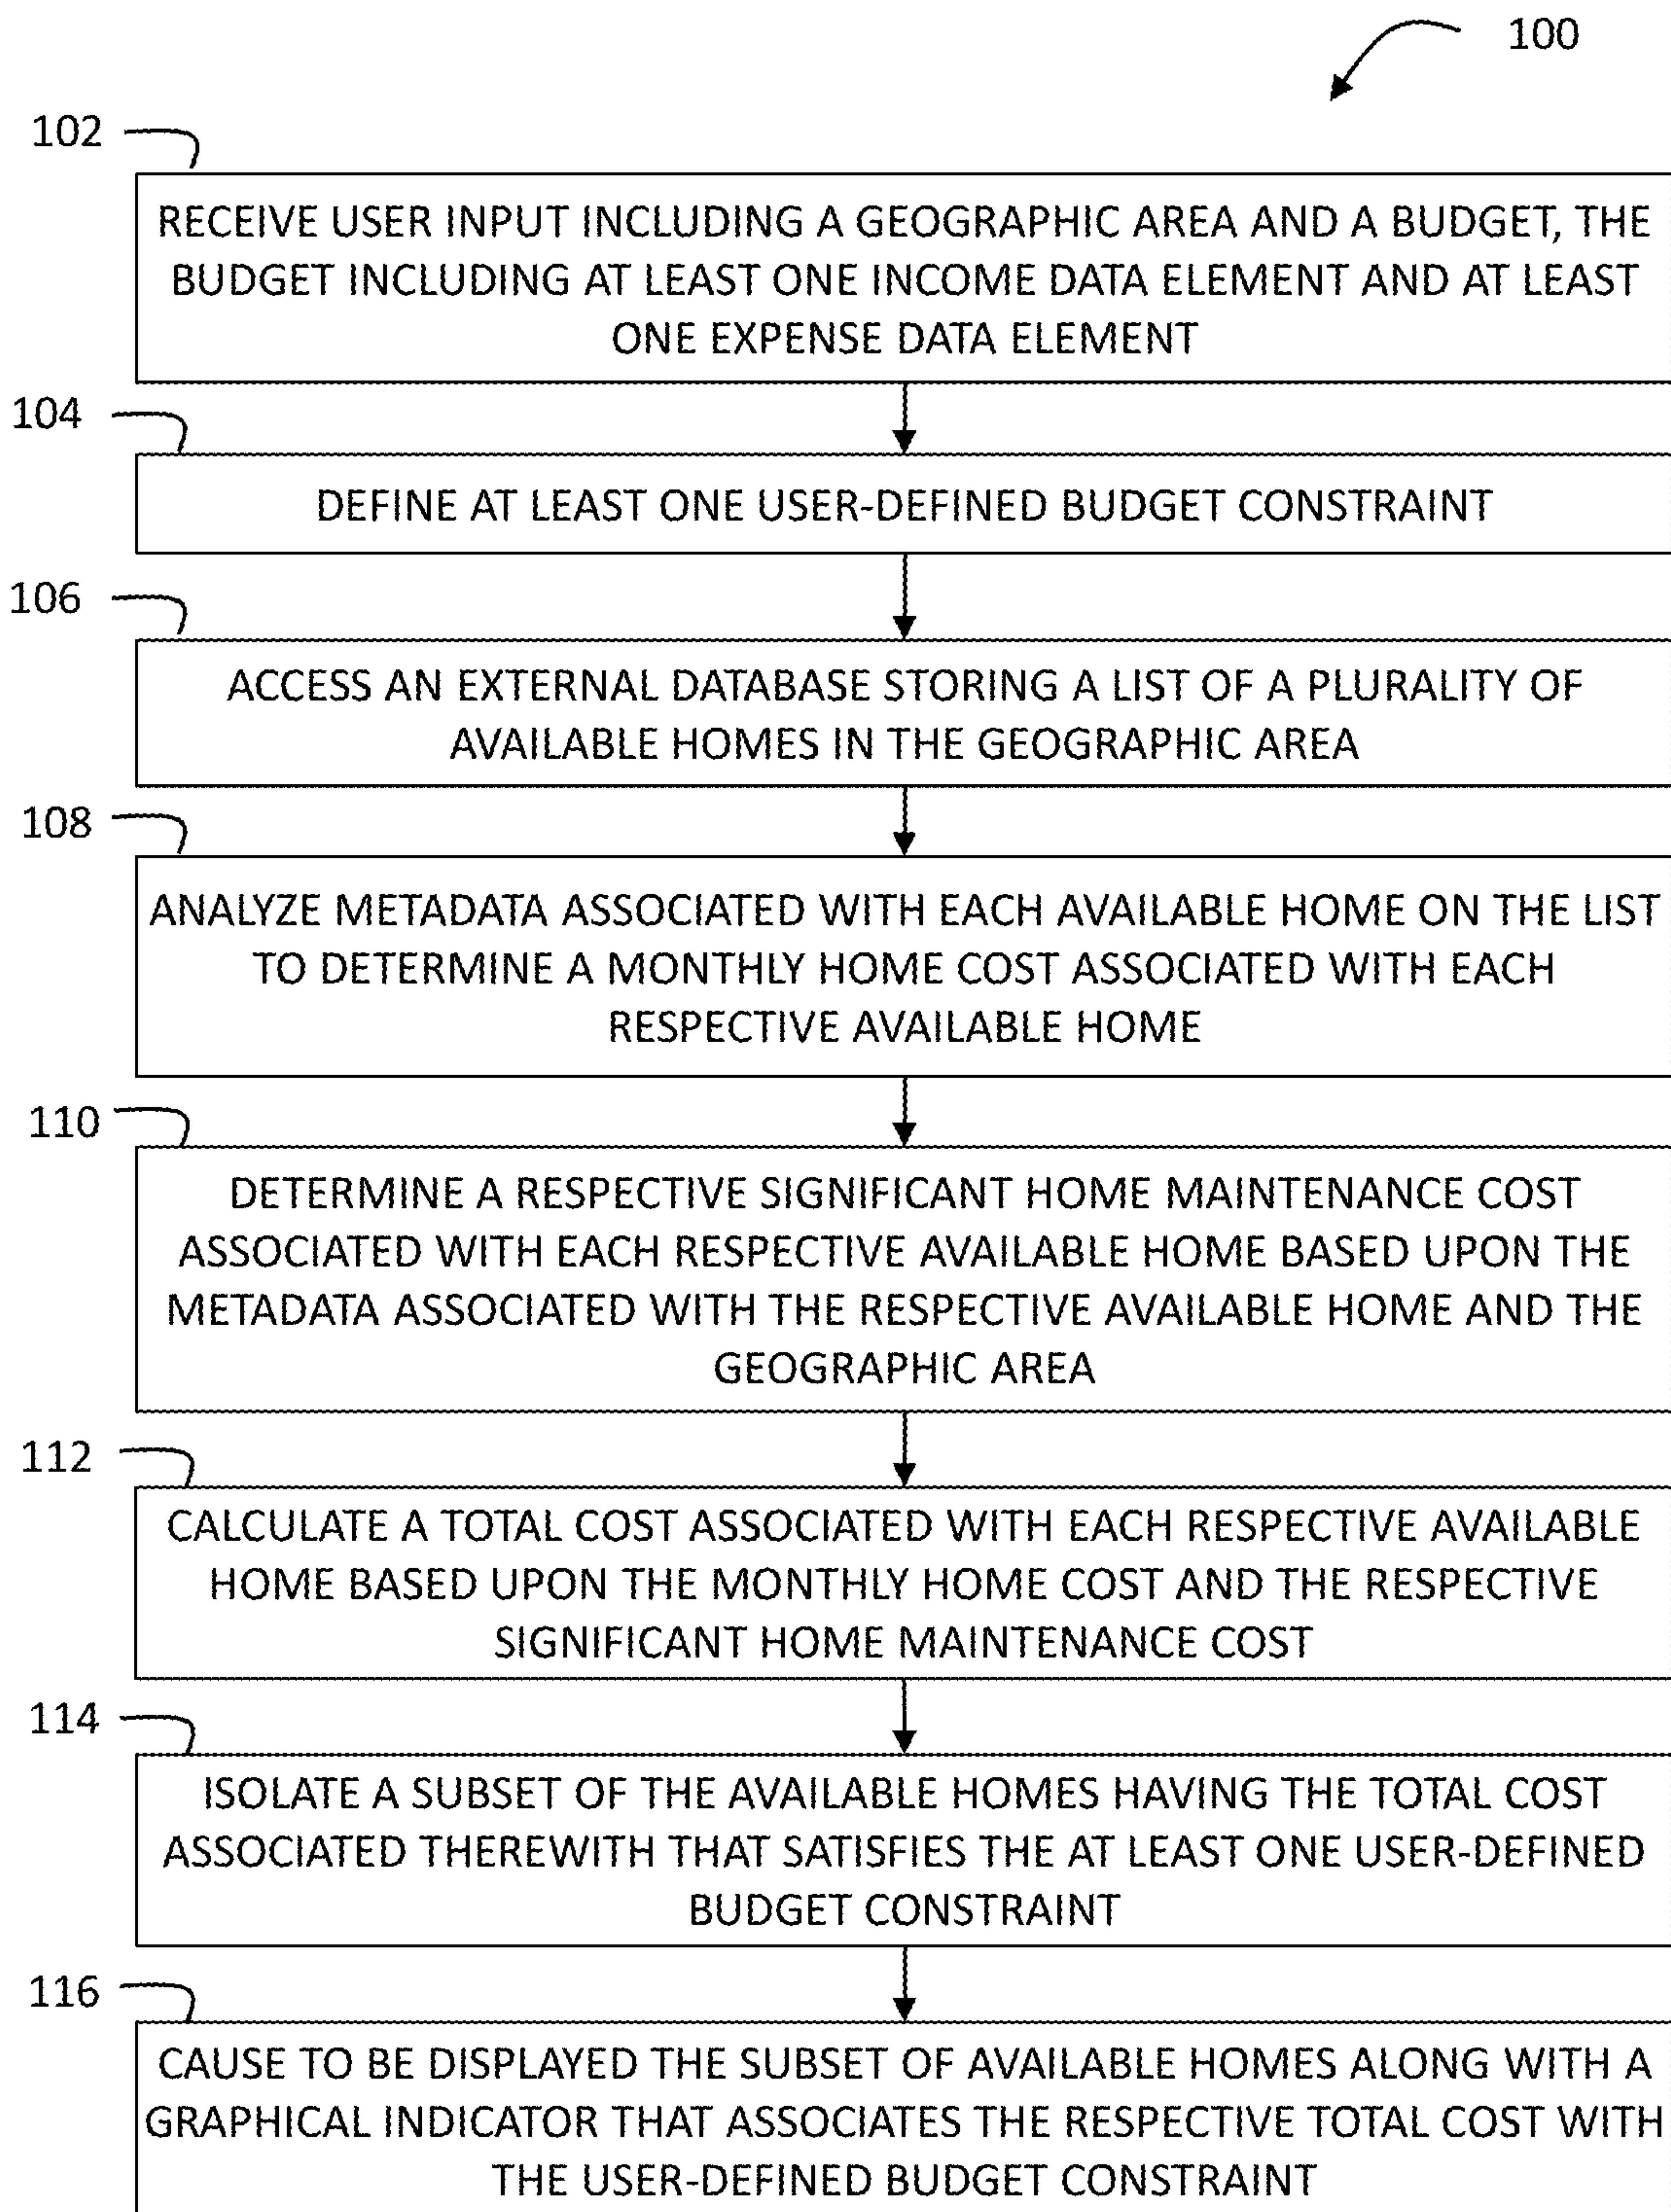 100
102
RECEIVE USER INPUT INCLUDING A GEOGRAPHIC AREA AND A BUDGET, THE
BUDGET INCLUDING AT LEAST ONE INCOME DATA ELEMENT AND AT LEAST
ONE EXPENSE DATA ELEMENT
104
DEFINE AT LEAST ONE USER-DEFINED BUDGET CONSTRAINT
106
ACCESS AN EXTERNAL DATABASE STORING A LIST OF A PLURALITY OF
AVAILABLE HOMES IN THE GEOGRAPHIC AREA
108
ANALYZE METADATA ASSOCIATED WITH EACH AVAILABLE HOME ON THE LIST
TO DETERMINE A MONTHLY HOME COST ASSOCIATED WITH EACH
RESPECTIVE AVAILABLE HOME
110
DETERMINE A RESPECTIVE SIGNIFICANT HOME MAINTENANCE COST
ASSOCIATED WITH EACH RESPECTIVE AVAILABLE HOME BASED UPON THE
METADATA ASSOCIATED WITH THE RESPECTIVE AVAILABLE HOME AND THE
GEOGRAPHIC AREA
112
CALCULATE A TOTAL COST ASSOCIATED WITH EACH RESPECTIVE AVAILABLE
HOME BASED UPON THE MONTHLY HOME COST AND THE RESPECTIVE
SIGNIFICANT HOME MAINTENANCE COST
114
ISOLATE A SUBSET OF THE AVAILABLE HOMES HAVING THE TOTAL COST
ASSOCIATED THEREWITH THAT SATISFIES THE AT LEAST ONE USER-DEFINED
BUDGET CONSTRAINT
116
CAUSE TO BE DISPLAYED THE SUBSET OF AVAILABLE HOMES ALONG WITH A
GRAPHICAL INDICATOR THAT ASSOCIATES THE RESPECTIVE TOTAL COST WITH
THE USER-DEFINED BUDGET CONSTRAINT